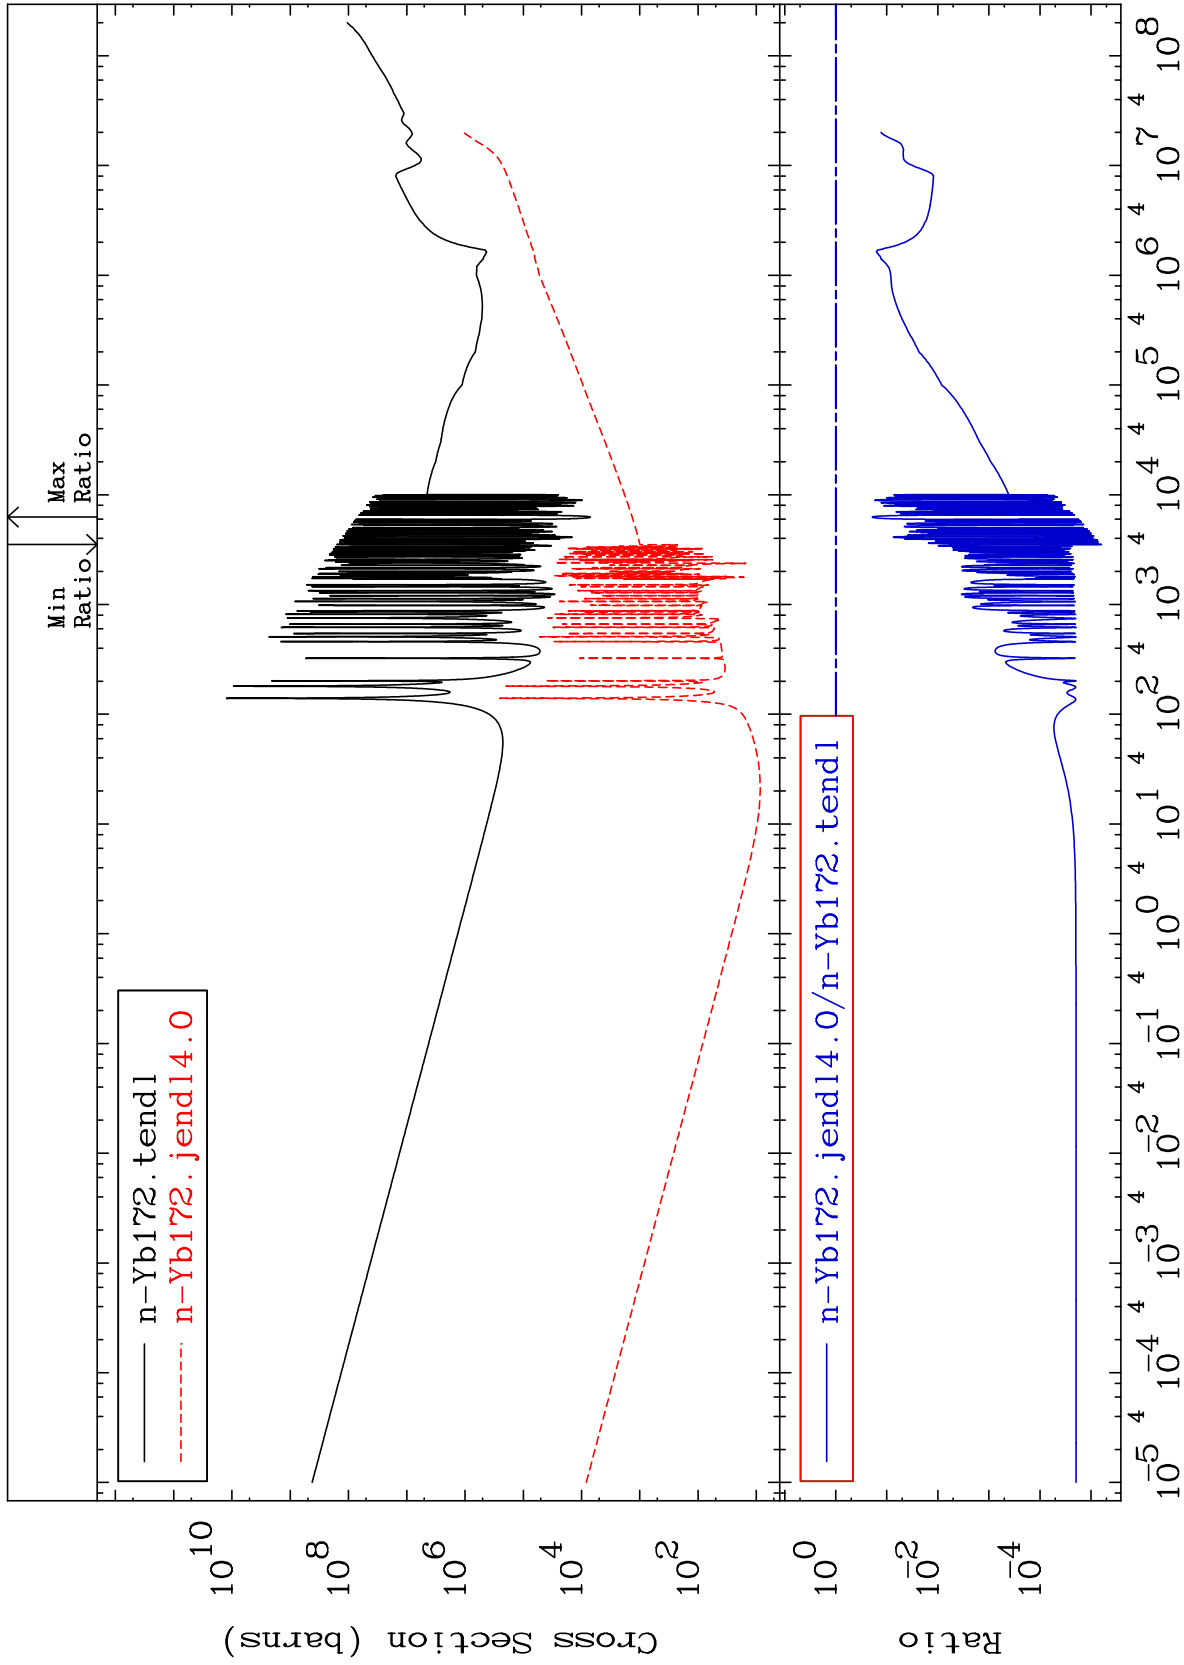 Min
Ratio
Max
Ratio
n-Yb172.tendl
n-Yb172.jendl4.0
10^10
10^8
10^6
10^4
10^2
Cross Section (barns)
n-Yb172.jendl4.0/n-Yb172.tendl
10^0
10^-2
10^-4
Ratio
10^-5 4 10^-4 4 10^-3 4 10^-2 4 10^-1 4 10^0 4 10^1 4 10^2 4 10^3 4 10^4 4 10^5 4 10^6 4 10^7 4 10^8